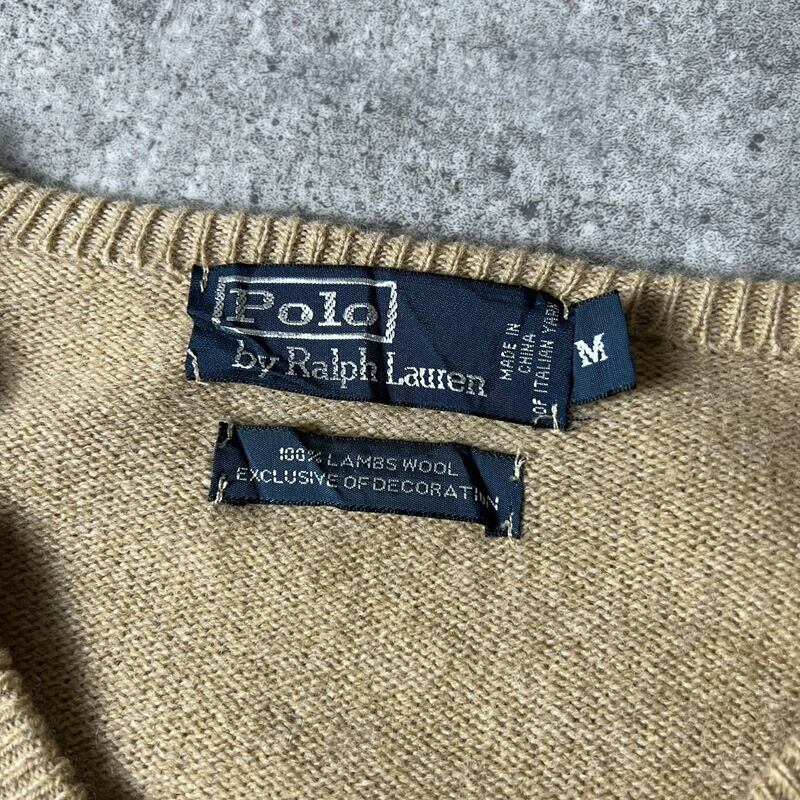 Polo
by Ralph Lauren
MADE IN
CHINA
OF ITALIAN YARN
M
100% LAMBS WOOL
EXCLUSIVE OF DECORATION